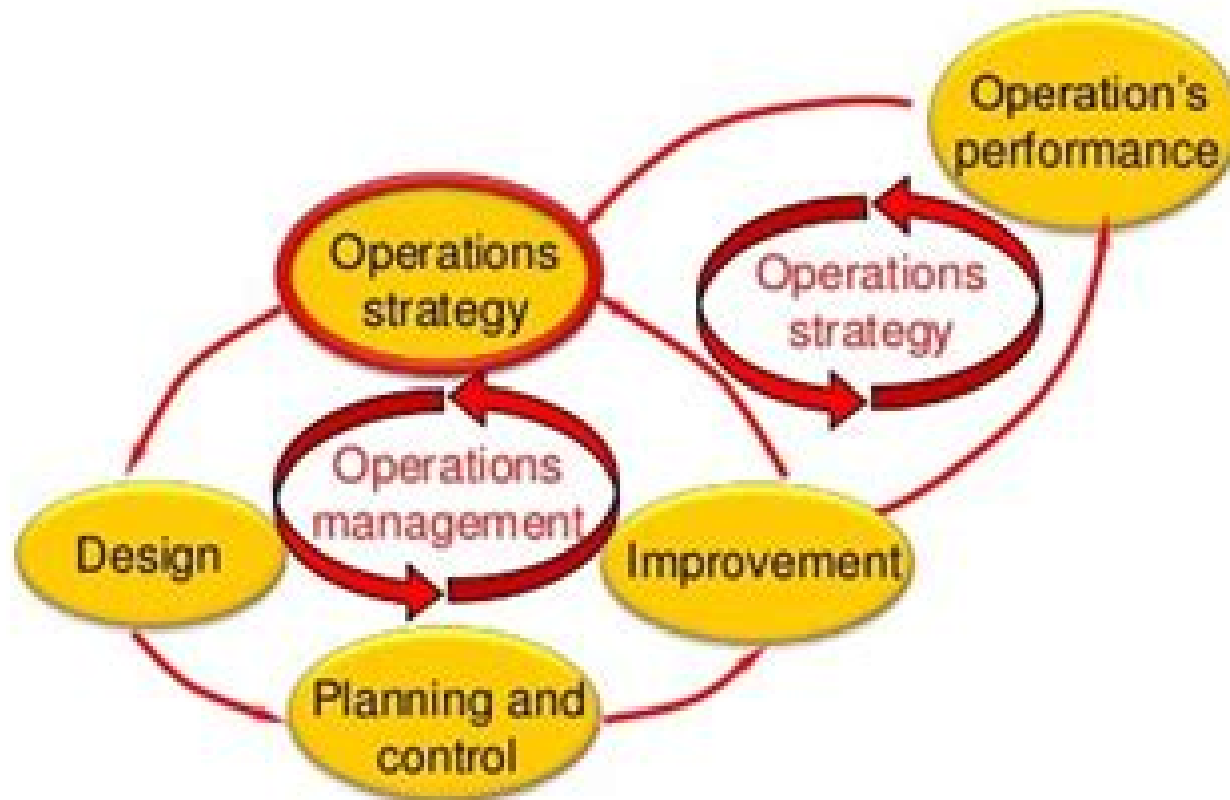 Operation's
performance
Operations
strategy
Operations
strategy
Operations
management
Design
Improvement
Planning and
control